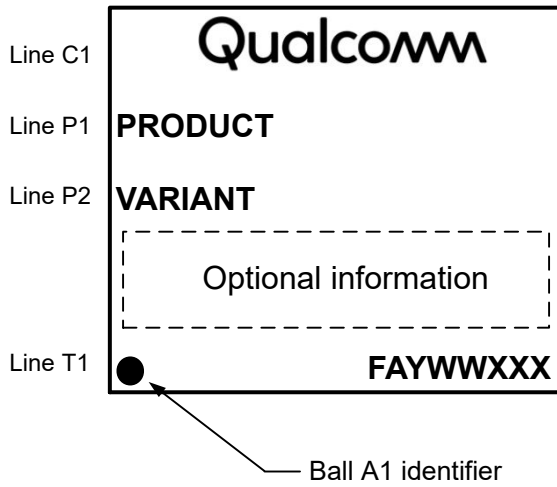 Line C1 Qualcomm
Line P1 PRODUCT
Line P2 VARIANT
Optional information
Line T1 FAYWWXXX
Ball A1 identifier